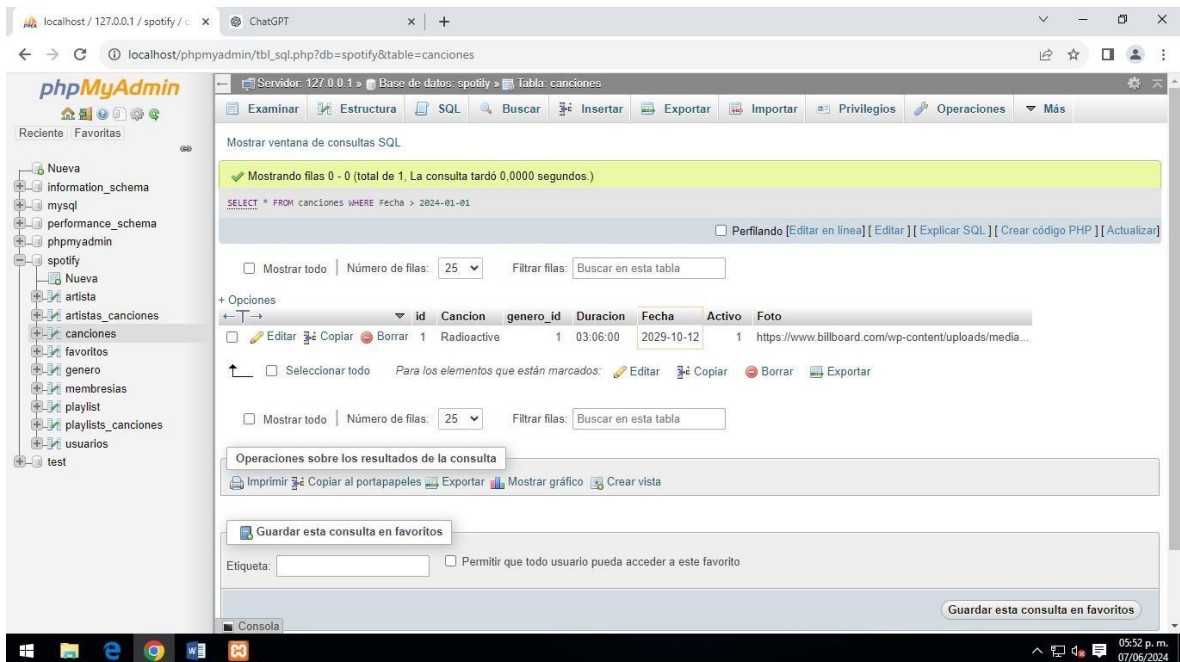 localhost / 127.0.0.1 / spotify / c
ChatGPT
localhost/phpmyadmin/tbl_sql.php?db=spotify&table=canciones
phpMyAdmin
Reciente Favoritas
Nueva
information_schema
mysql
performance_schema
phpmyadmin
spotify
Nueva
artista
artistas_canciones
canciones
favoritos
genero
membresias
playlist
playlists_canciones
usuarios
test
Servidor: 127.0.0.1 » Base de datos: spotify » Tabla: canciones
Examinar Estructura SQL Buscar Insertar Exportar Importar Privilegios Operaciones Más
Mostrar ventana de consultas SQL
Mostrando filas 0 - 0 (total de 1, La consulta tardó 0,0000 segundos.)
SELECT * FROM canciones WHERE Fecha > 2024-01-01
Perfilando [Editar en línea] [ Editar ] [ Explicar SQL ] [ Crear código PHP ] [ Actualizar]
Mostrar todo | Número de filas: 25 Filtrar filas: Buscar en esta tabla
+ Opciones
←T→ id Cancion genero_id Duracion Fecha Activo Foto
Editar Copiar Borrar 1 Radioactive 1 03:06:00 2029-10-12 1 https://www.billboard.com/wp-content/uploads/media...
Seleccionar todo Para los elementos que están marcados: Editar Copiar Borrar Exportar
Mostrar todo | Número de filas: 25 Filtrar filas: Buscar en esta tabla
Operaciones sobre los resultados de la consulta
Imprimir Copiar al portapapeles Exportar Mostrar gráfico Crear vista
Guardar esta consulta en favoritos
Etiqueta: Permitir que todo usuario pueda acceder a este favorito
Guardar esta consulta en favoritos
Consola
05:52 p. m.
07/06/2024